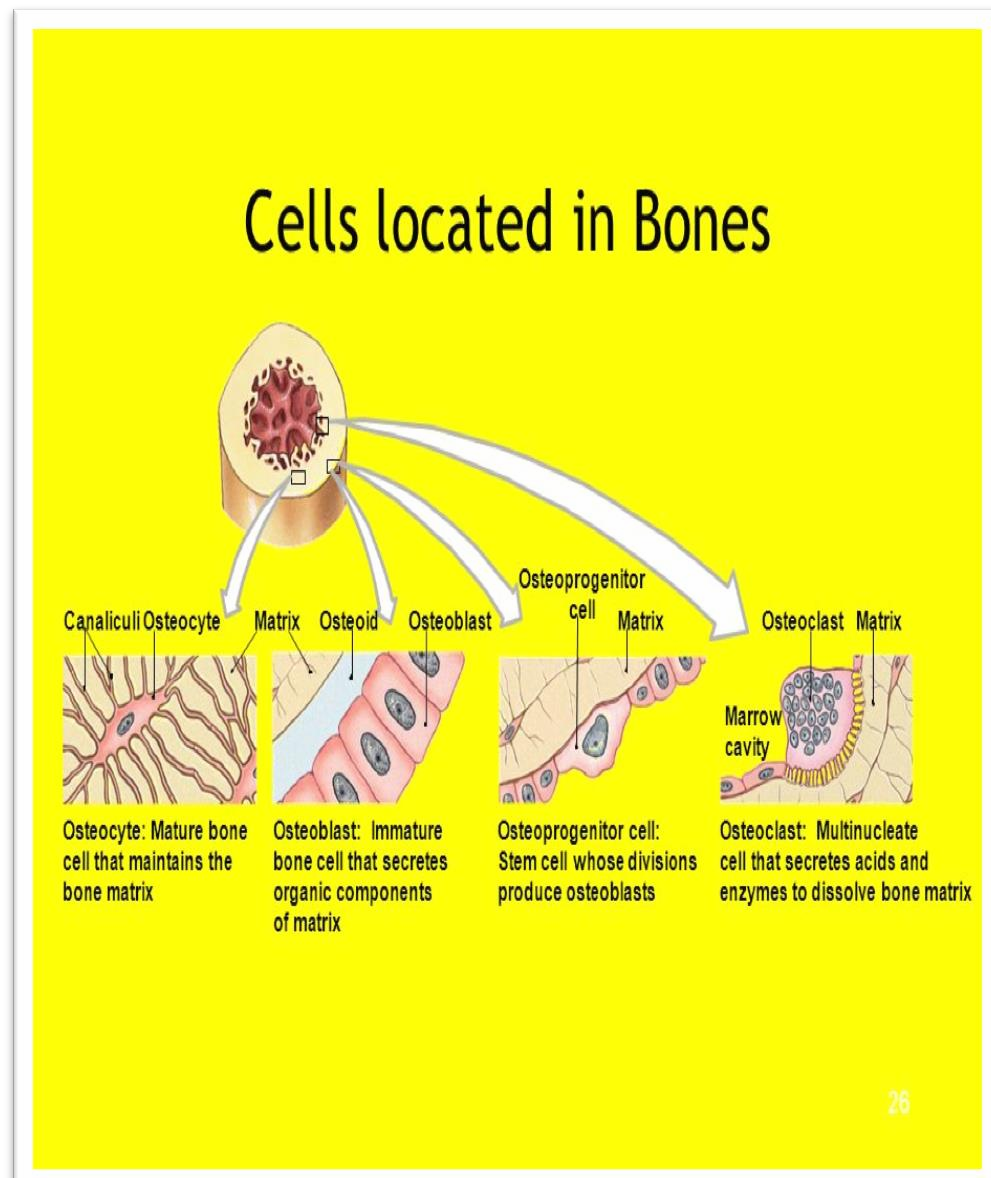 Cells located in Bones
Osteoprogenitor
cell
Canaliculi Osteocyte Matrix Osteoid Osteoblast Matrix Osteoclast Matrix
Marrow
cavity
Osteocyte: Mature bone
cell that maintains the
bone matrix
Osteoblast: Immature
bone cell that secretes
organic components
of matrix
Osteoprogenitor cell:
Stem cell whose divisions
produce osteoblasts
Osteoclast: Multinucleate
cell that secretes acids and
enzymes to dissolve bone matrix
26